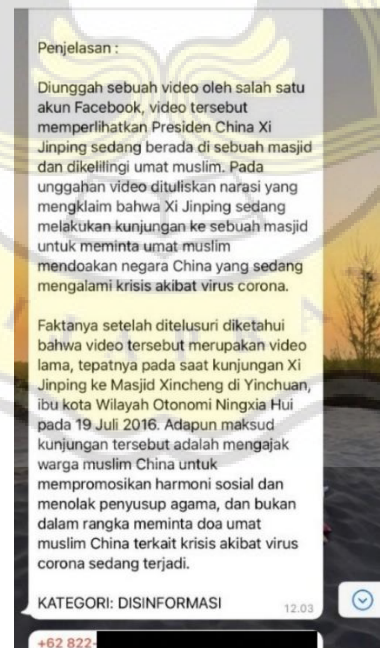 Penjelasan :
Diunggah sebuah video oleh salah satu
akun Facebook, video tersebut
memperlihatkan Presiden China Xi
Jinping sedang berada di sebuah masjid
dan dikelilingi umat muslim. Pada
unggahan video dituliskan narasi yang
mengklaim bahwa Xi Jinping sedang
melakukan kunjungan ke sebuah masjid
untuk meminta umat muslim
mendoakan negara China yang sedang
mengalami krisis akibat virus corona.
Faktanya setelah ditelusuri diketahui
bahwa video tersebut merupakan video
lama, tepatnya pada saat kunjungan Xi
Jinping ke Masjid Xincheng di Yinchuan,
ibu kota Wilayah Otonomi Ningxia Hui
pada 19 Juli 2016. Adapun maksud
kunjungan tersebut adalah mengajak
warga muslim China untuk
mempromosikan harmoni sosial dan
menolak penyusup agama, dan bukan
dalam rangka meminta doa umat
muslim China terkait krisis akibat virus
corona sedang terjadi.
KATEGORI: DISINFORMASI
12.03
+62 822-